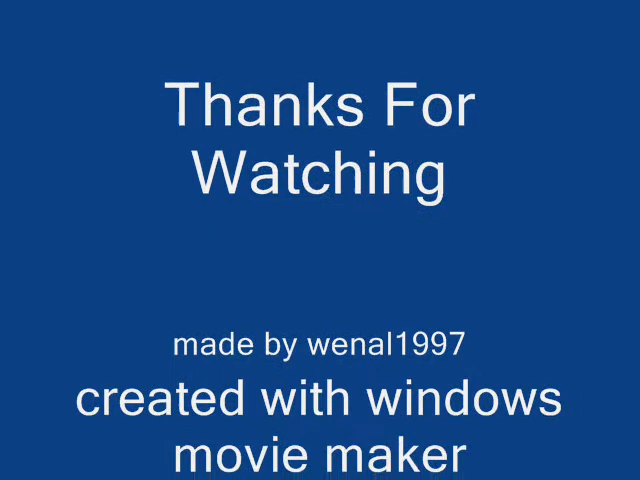 Thanks For
Watching
made by wenal1997
created with windows
movie maker